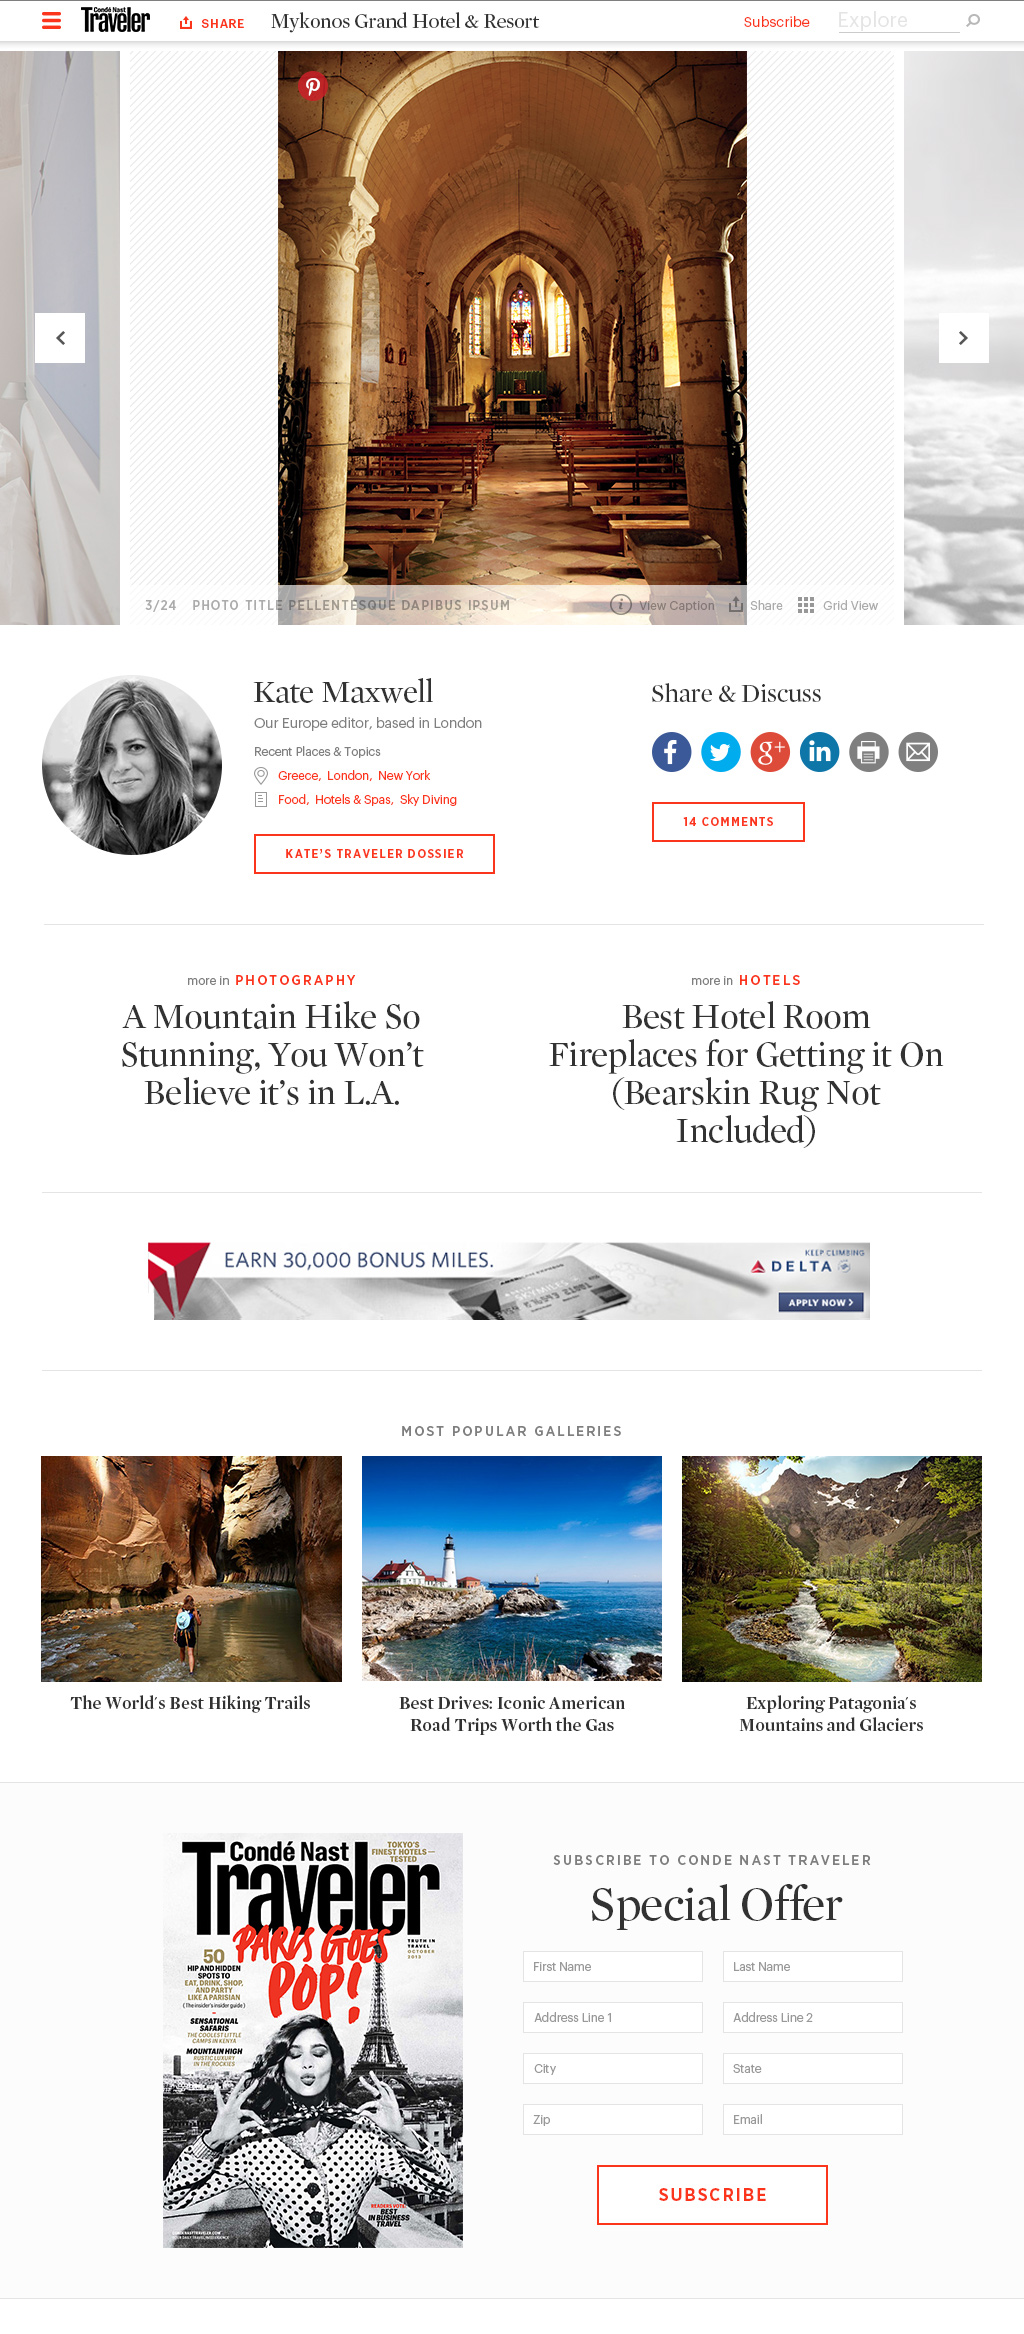 Condé Nast
Traveler
SHARE
Mykonos Grand Hotel & Resort
Subscribe
Explore
3/24 PHOTO TITLE PELLENTESQUE DAPIBUS IPSUM
View Caption
Share
Grid View
Kate Maxwell
Our Europe editor, based in London
Recent Places & Topics
Greece, London, New York
Food, Hotels & Spas, Sky Diving
KATE’S TRAVELER DOSSIER
Share & Discuss
14 COMMENTS
more in PHOTOGRAPHY
A Mountain Hike So
Stunning, You Won’t
Believe it’s in L.A.
more in HOTELS
Best Hotel Room
Fireplaces for Getting it On
(Bearskin Rug Not
Included)
EARN 30,000 BONUS MILES.
KEEP CLIMBING
DELTA
APPLY NOW
MOST POPULAR GALLERIES
The World's Best Hiking Trails
Best Drives: Iconic American
Road Trips Worth the Gas
Exploring Patagonia's
Mountains and Glaciers
Condé Nast
Traveler
TOKYO'S
FINEST HOTELS—
TESTED
PARIS GOES
POP!
TRUTH IN
TRAVEL
OCTOBER
2013
50
HIP AND HIDDEN
SPOTS TO
EAT, DRINK, SHOP,
AND PARTY
LIKE A PARISIAN
(The insider's insider guide)
SENSATIONAL
SAFARIS
THE COOLEST LITTLE
CAMPS IN KENYA
MOUNTAIN HIGH
RUSTIC LUXURY
IN THE ROCKIES
READERS VOTE:
BEST
IN BUSINESS
TRAVEL
SUBSCRIBE TO CONDE NAST TRAVELER
Special Offer
First Name
Last Name
Address Line 1
Address Line 2
City
State
Zip
Email
SUBSCRIBE